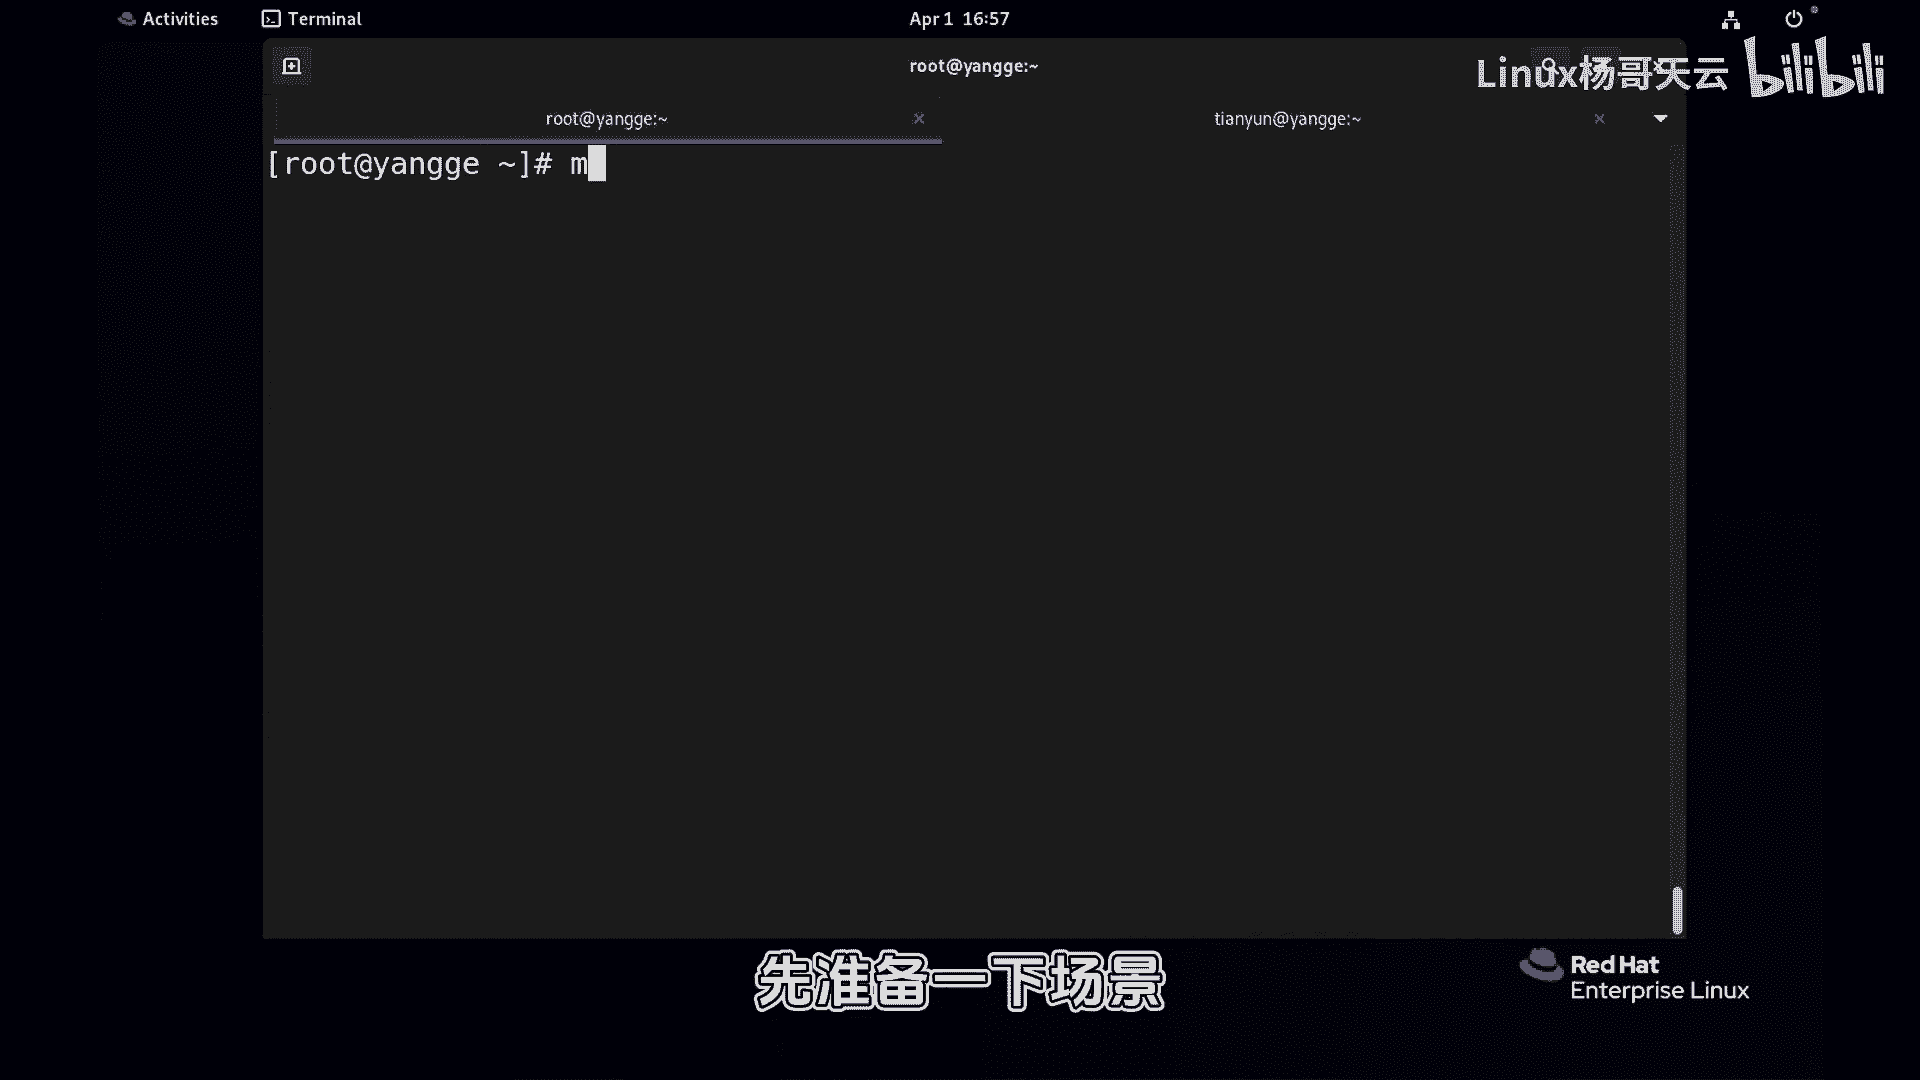 Activities Terminal Apr 1 16:57
root@yangge:~
Linux杨哥天云 bilibili
root@yangge:~ tianyun@yangge:~
[root@yangge ~]# m
先准备一下场景
Red Hat
Enterprise Linux